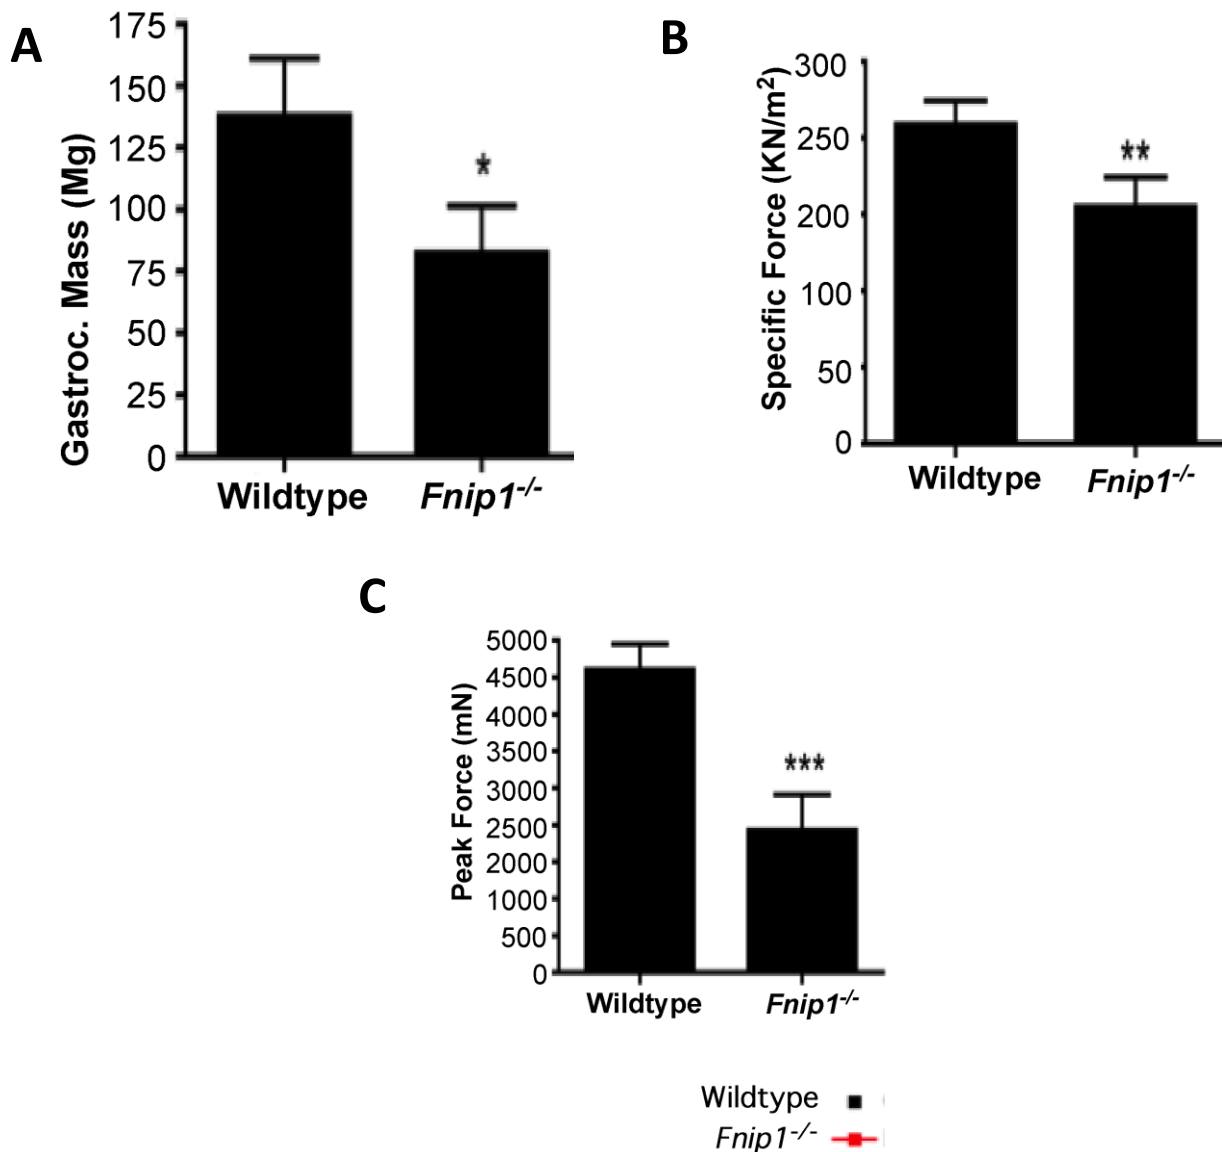 A
175
150
125
100
75
50
25
0
Gastroc. Mass (Mg)
*
Wildtype
Fnip1-/-
B
300
250
200
100
50
0
Specific Force (KN/m²)
**
Wildtype
Fnip1-/-
C
5000
4500
4000
3500
3000
2500
2000
1000
500
0
Peak Force (mN)
***
Wildtype
Fnip1-/-
Wildtype
Fnip1-/-